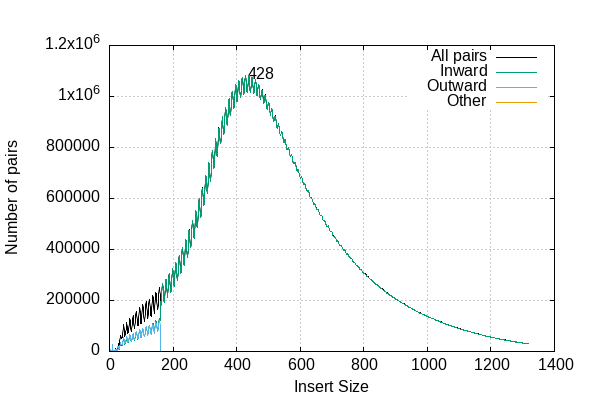 1.2x10^6
1x10^6
800000
600000
400000
200000
0
Number of pairs
428
All pairs
Inward
Outward
Other
0 200 400 600 800 1000 1200 1400
Insert Size